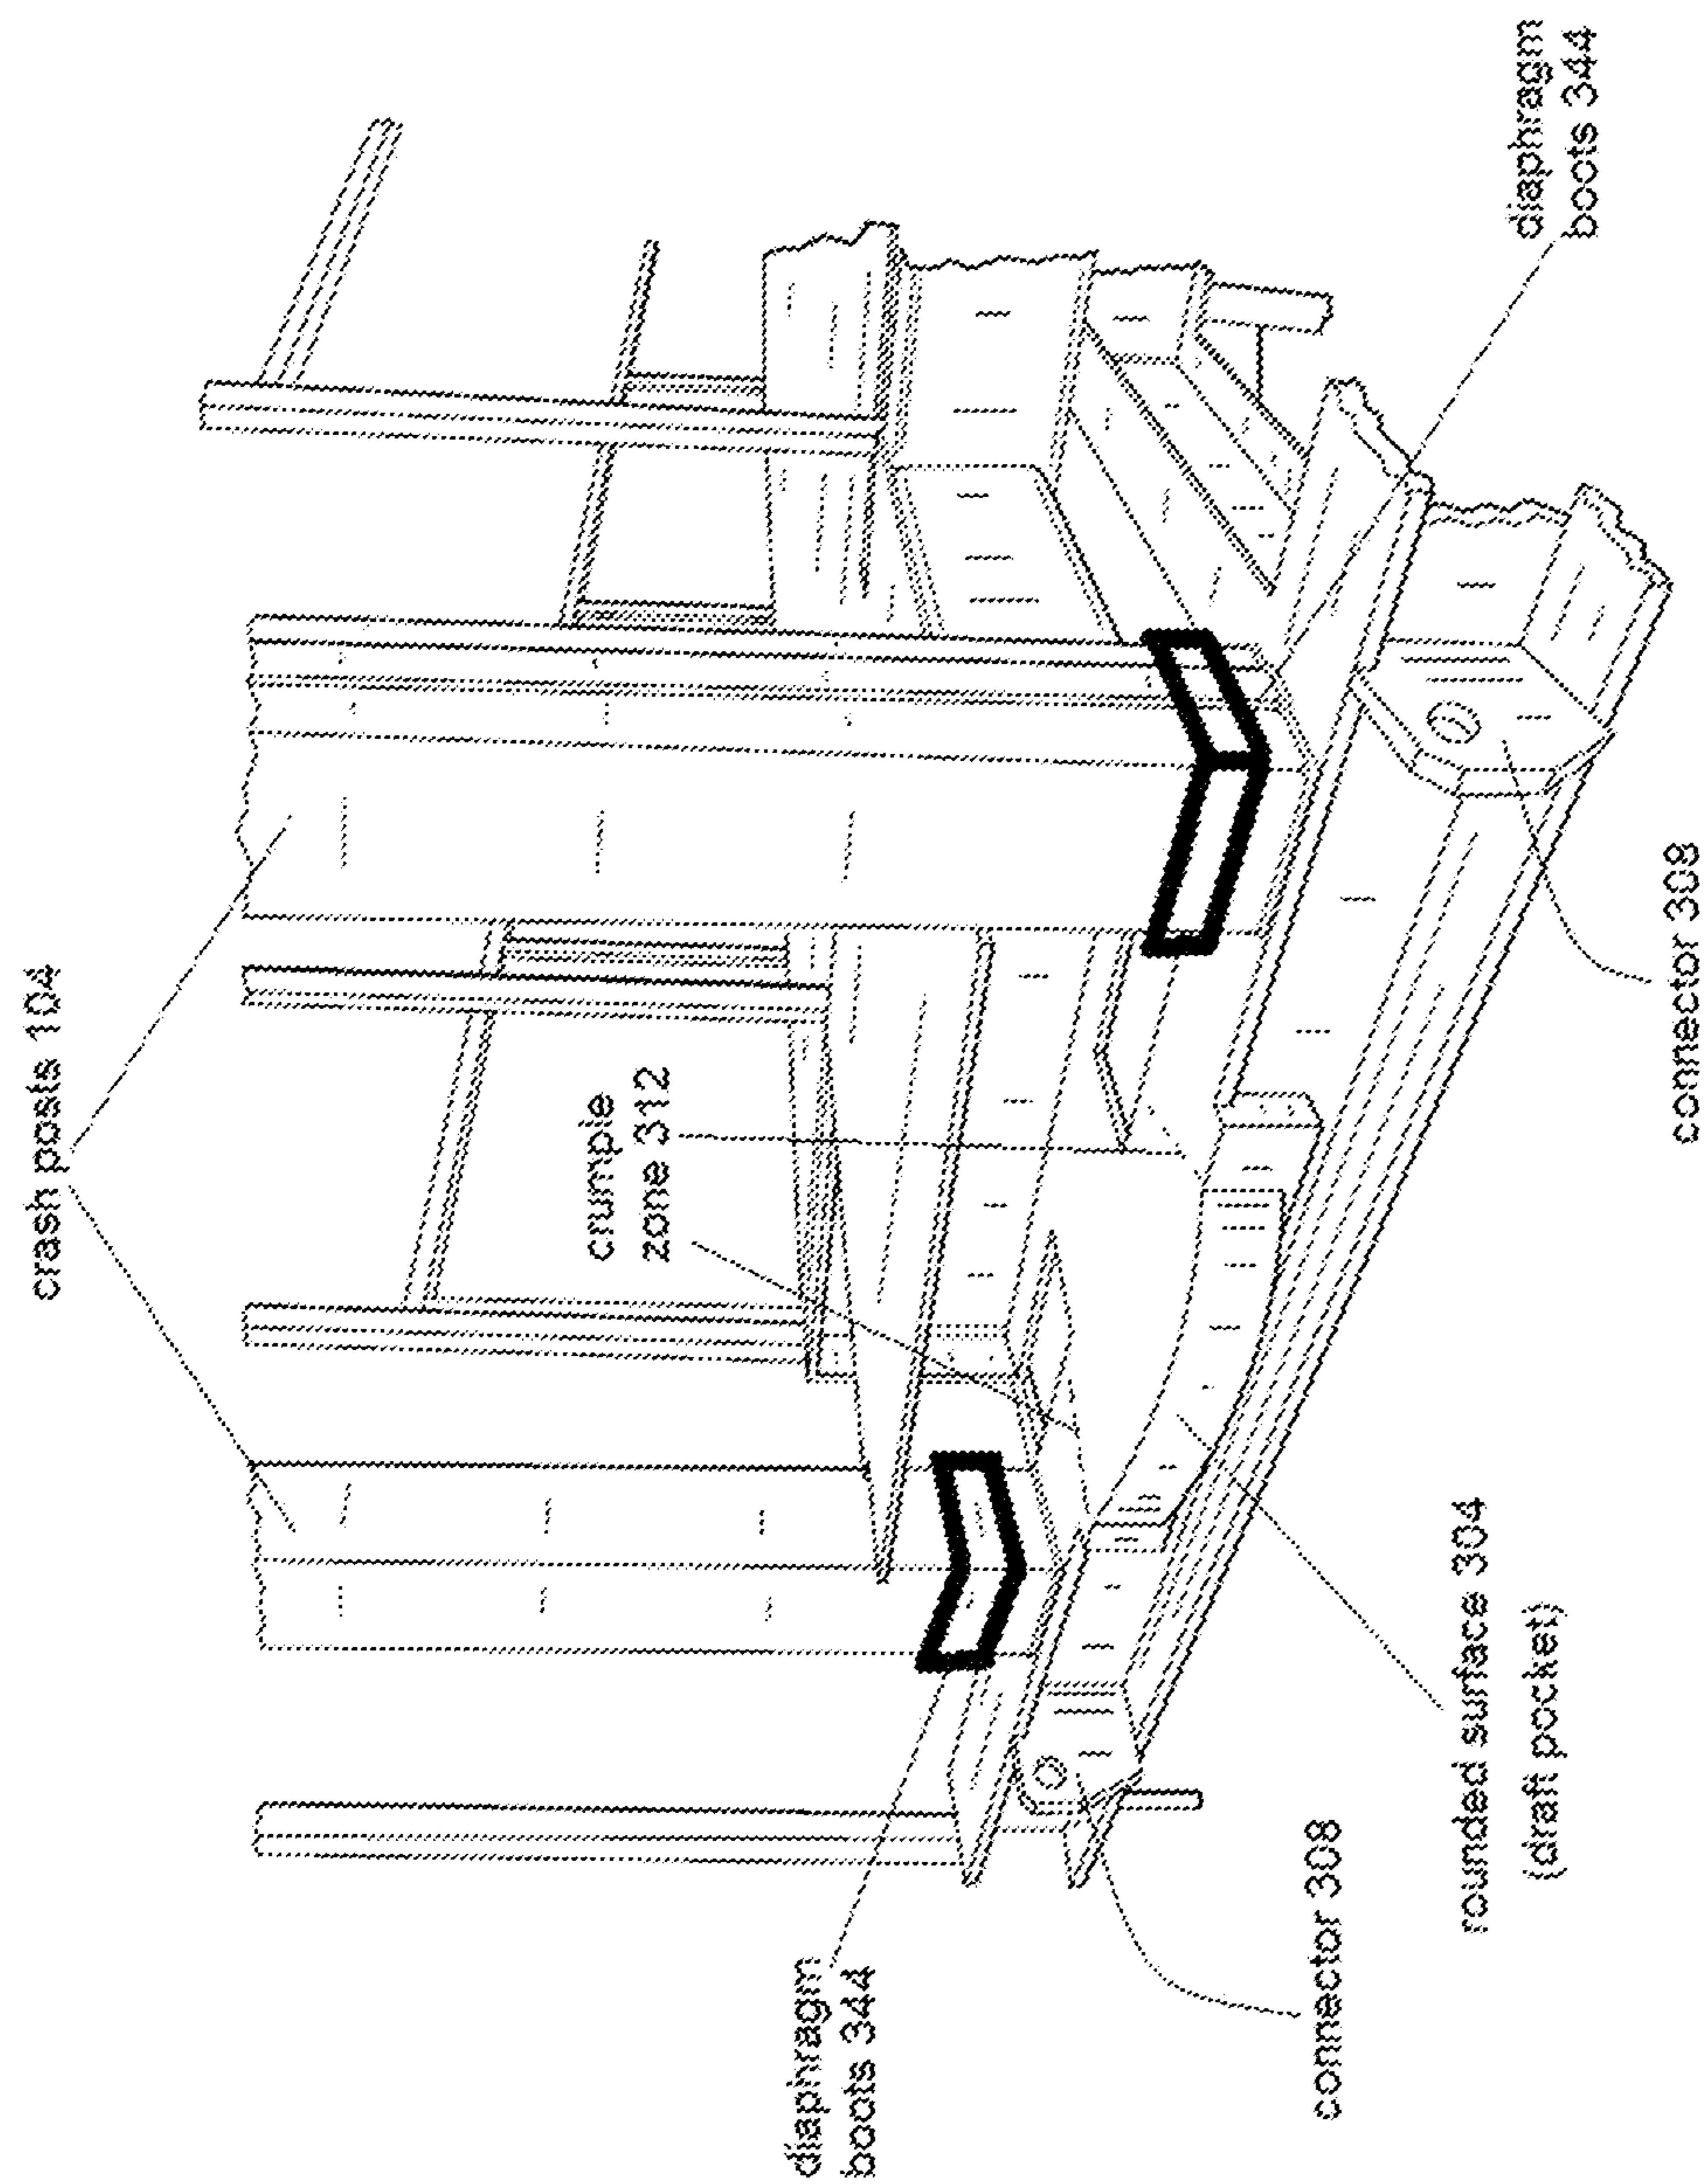 crash posts 104
crumple
zone 312
diaphragm
boots 344
diaphragm
boots 344
connector 308
rounded surface 304
(draft pocket)
connector 308